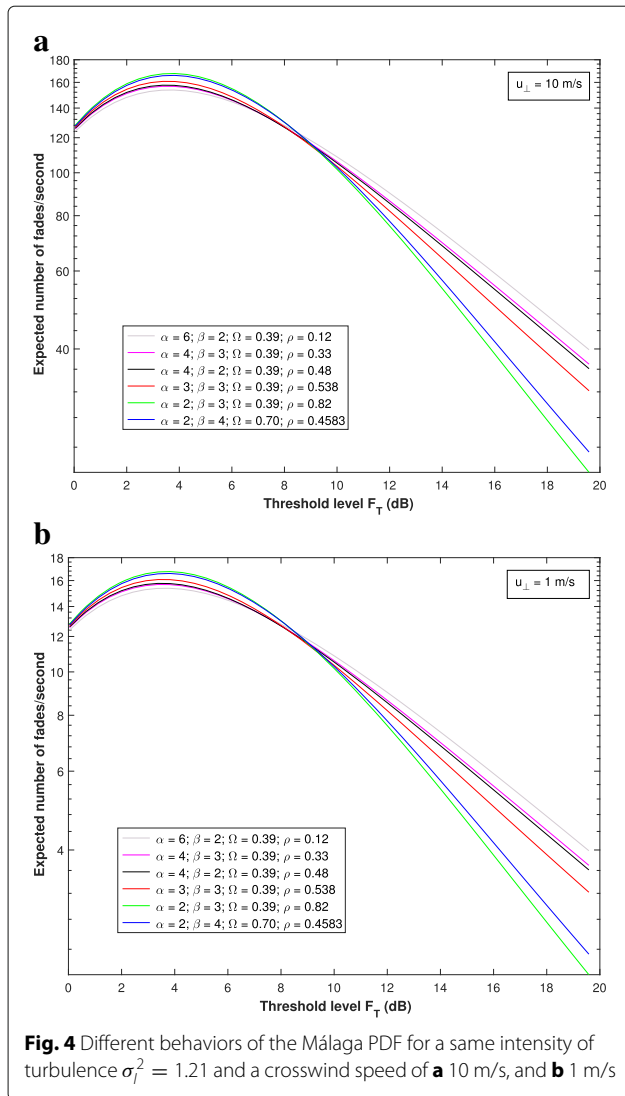 a
180
160
140
120
100
80
60
40
Expected number of fades/second
u⊥ = 10 m/s
α = 6; β = 2; Ω = 0.39; ρ = 0.12
α = 4; β = 3; Ω = 0.39; ρ = 0.33
α = 4; β = 2; Ω = 0.39; ρ = 0.48
α = 3; β = 3; Ω = 0.39; ρ = 0.538
α = 2; β = 3; Ω = 0.39; ρ = 0.82
α = 2; β = 4; Ω = 0.70; ρ = 0.4583
0 2 4 6 8 10 12 14 16 18 20
Threshold level F_T (dB)
b
18
16
14
12
10
8
6
4
Expected number of fades/second
u⊥ = 1 m/s
α = 6; β = 2; Ω = 0.39; ρ = 0.12
α = 4; β = 3; Ω = 0.39; ρ = 0.33
α = 4; β = 2; Ω = 0.39; ρ = 0.48
α = 3; β = 3; Ω = 0.39; ρ = 0.538
α = 2; β = 3; Ω = 0.39; ρ = 0.82
α = 2; β = 4; Ω = 0.70; ρ = 0.4583
0 2 4 6 8 10 12 14 16 18 20
Threshold level F_T (dB)
Fig. 4 Different behaviors of the Málaga PDF for a same intensity of
turbulence σ_I^2 = 1.21 and a crosswind speed of a 10 m/s, and b 1 m/s